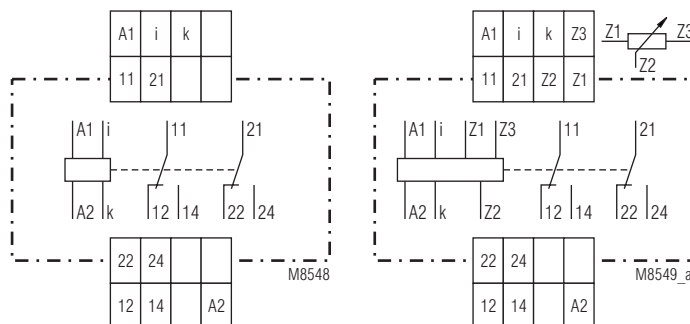 A1 i k
11 21
A1 i 11 21
A2 k 12 14 22 24
22 24
M8548
12 14 A2
A1 i k Z3
11 21 Z2 Z1
Z1 Z3
Z2
A1 i Z1 Z3 11 21
A2 k Z2 12 14 22 24
22 24
M8549_a
12 14 A2